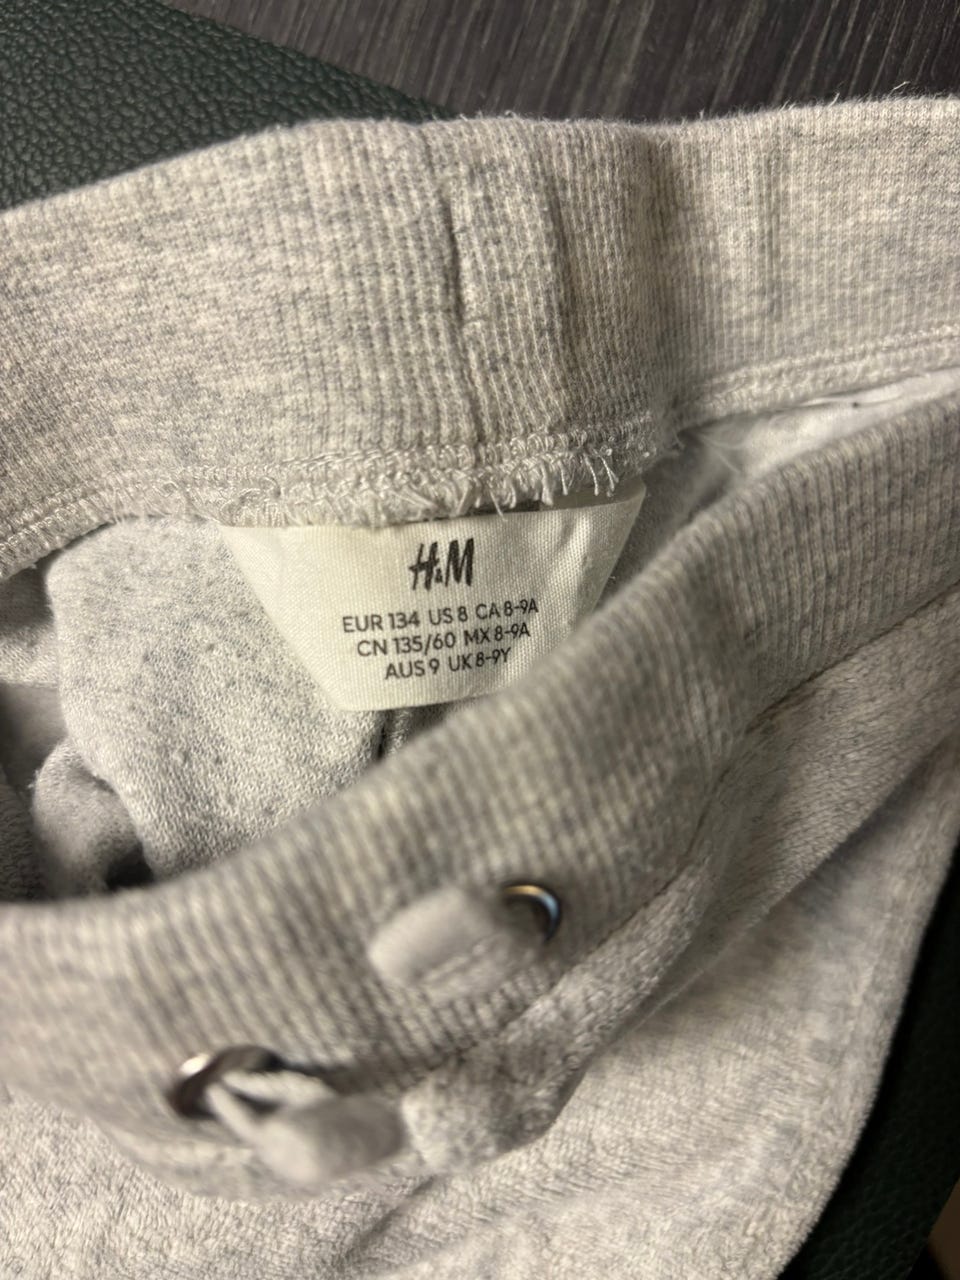 H&M
EUR 134 US 8 CA 8-9A
CN 135/60 MX 8-9A
AUS 9 UK 8-9Y